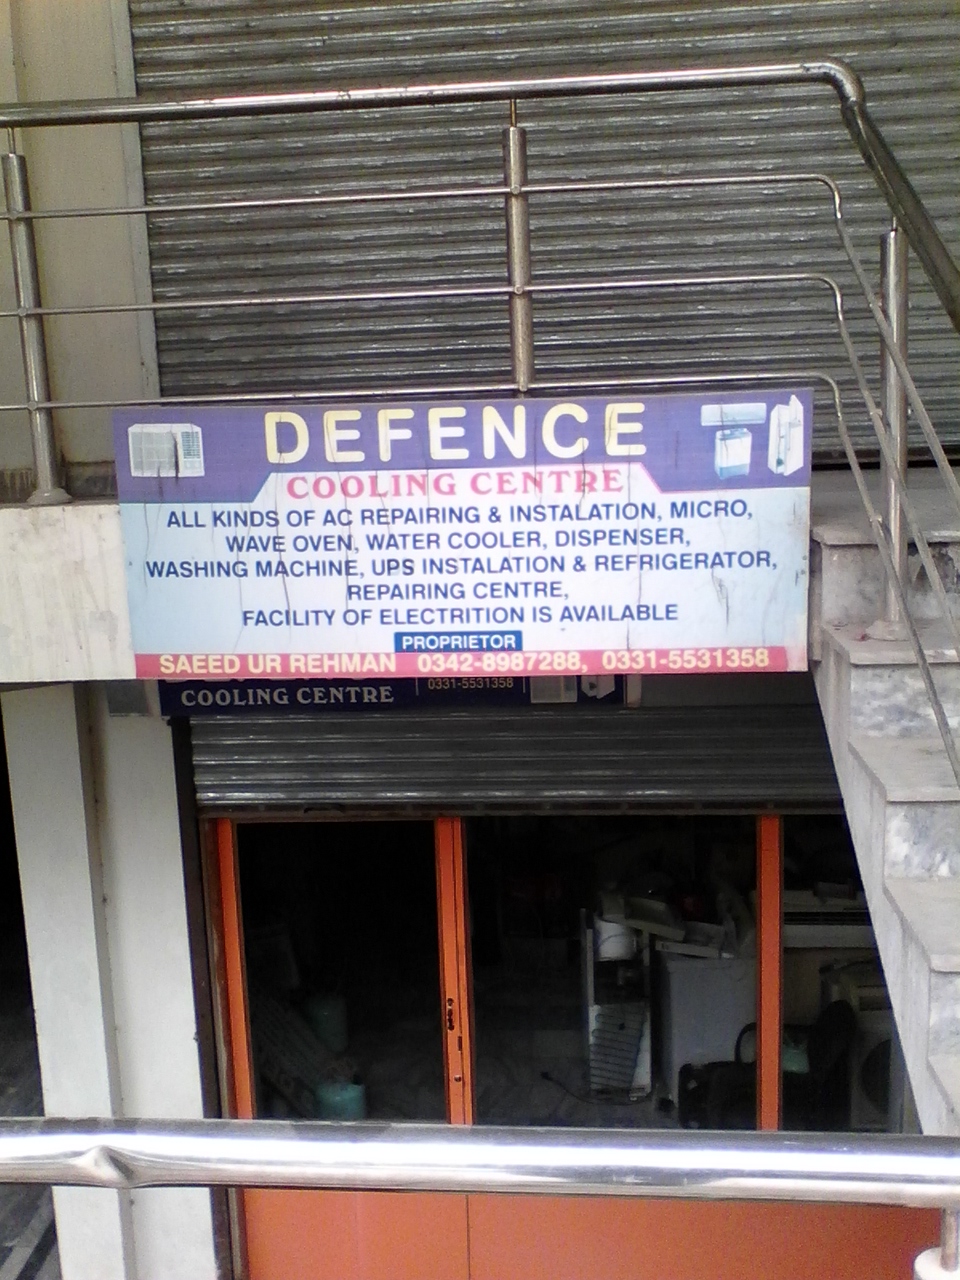 DEFENCE
COOLING CENTRE
ALL KINDS OF AC REPAIRING & INSTALATION, MICRO,
WAVE OVEN, WATER COOLER, DISPENSER,
WASHING MACHINE, UPS INSTALATION & REFRIGERATOR,
REPAIRING CENTRE,
FACILITY OF ELECTRITION IS AVAILABLE
PROPRIETOR
SAEED UR REHMAN 0342-8987288, 0331-5531358
COOLING CENTRE 0331-5531358